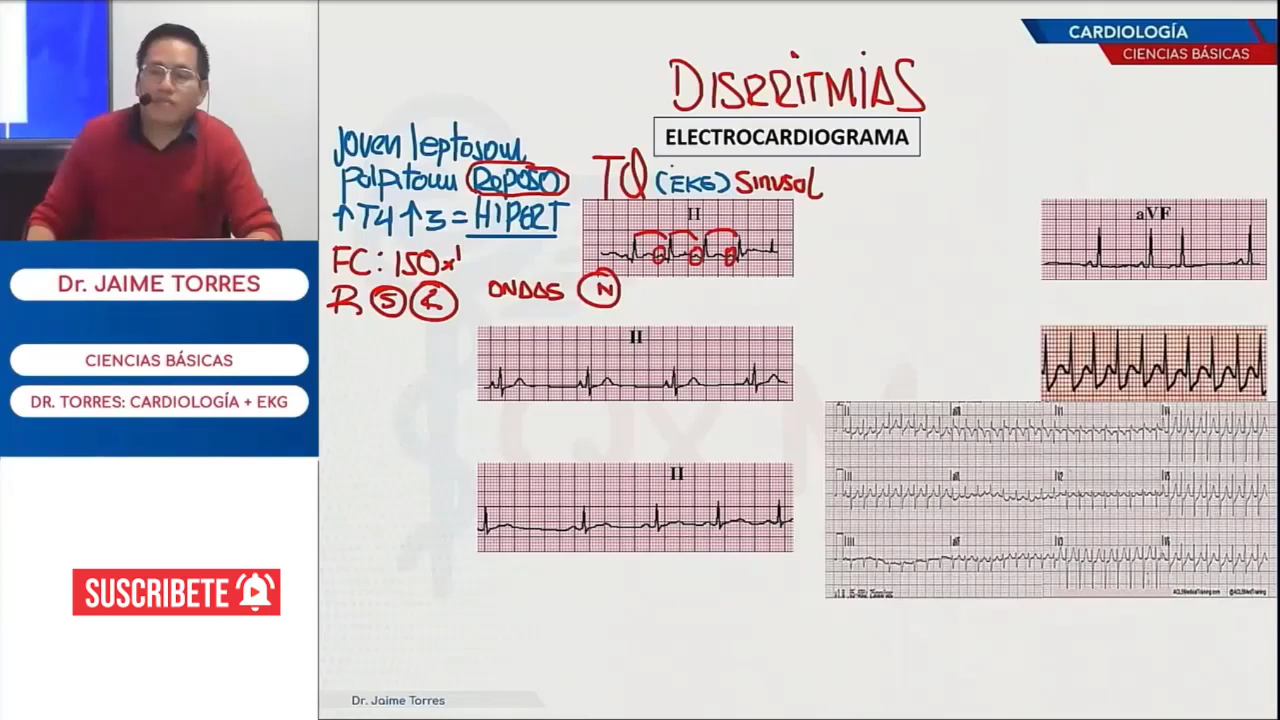 CARDIOLOGÍA
CIENCIAS BÁSICAS
DISRRITMIAS
ELECTROCARDIOGRAMA
Joven leptosom
palpitacun REPOSO
↑ T4 ↑ 3 = HIPERT
FC: 150x'
R S R
TQ (EKG) Sinusal
II
ONDAS N
aVF
II
II
Dr. JAIME TORRES
CIENCIAS BÁSICAS
DR. TORRES: CARDIOLOGÍA + EKG
SUSCRIBETE
Dr. Jaime Torres